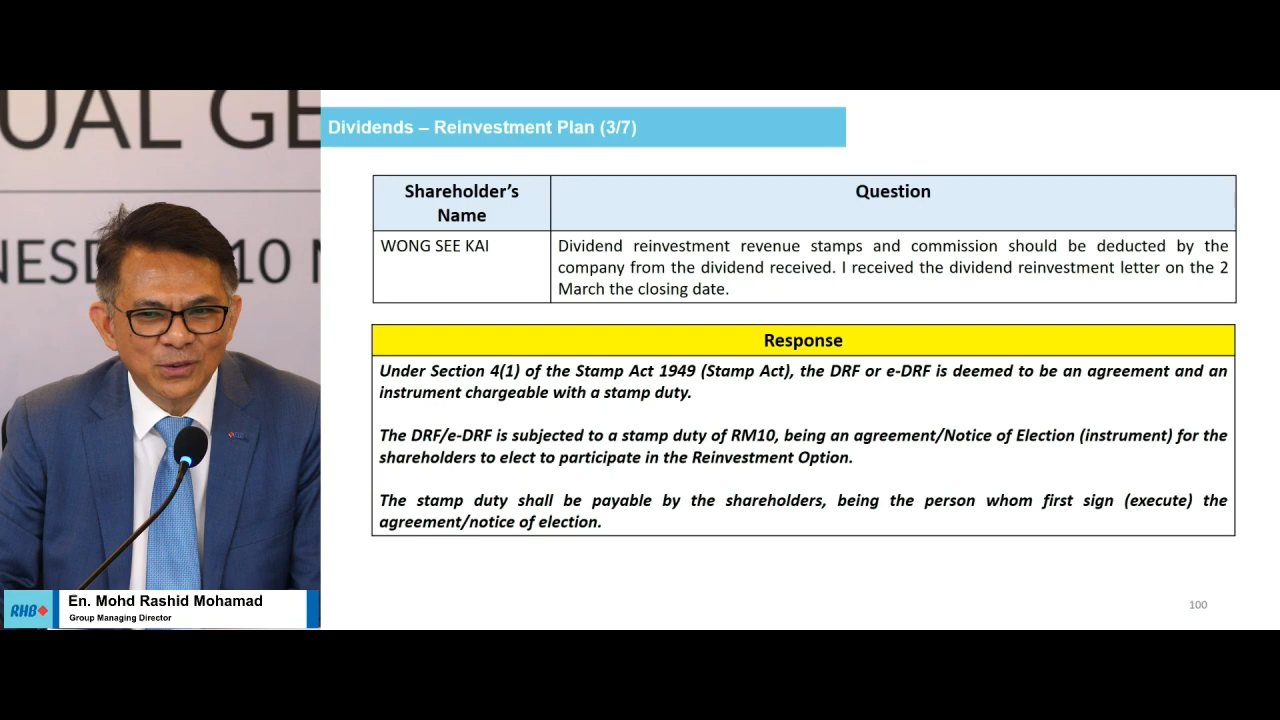 UAL GE
NESD 10
Dividends – Reinvestment Plan (3/7)
Shareholder’s
Name
Question
WONG SEE KAI
Dividend reinvestment revenue stamps and commission should be deducted by the
company from the dividend received. I received the dividend reinvestment letter on the 2
March the closing date.
Response
Under Section 4(1) of the Stamp Act 1949 (Stamp Act), the DRF or e-DRF is deemed to be an agreement and an
instrument chargeable with a stamp duty.
The DRF/e-DRF is subjected to a stamp duty of RM10, being an agreement/Notice of Election (instrument) for the
shareholders to elect to participate in the Reinvestment Option.
The stamp duty shall be payable by the shareholders, being the person whom first sign (execute) the
agreement/notice of election.
RHB
En. Mohd Rashid Mohamad
Group Managing Director
100